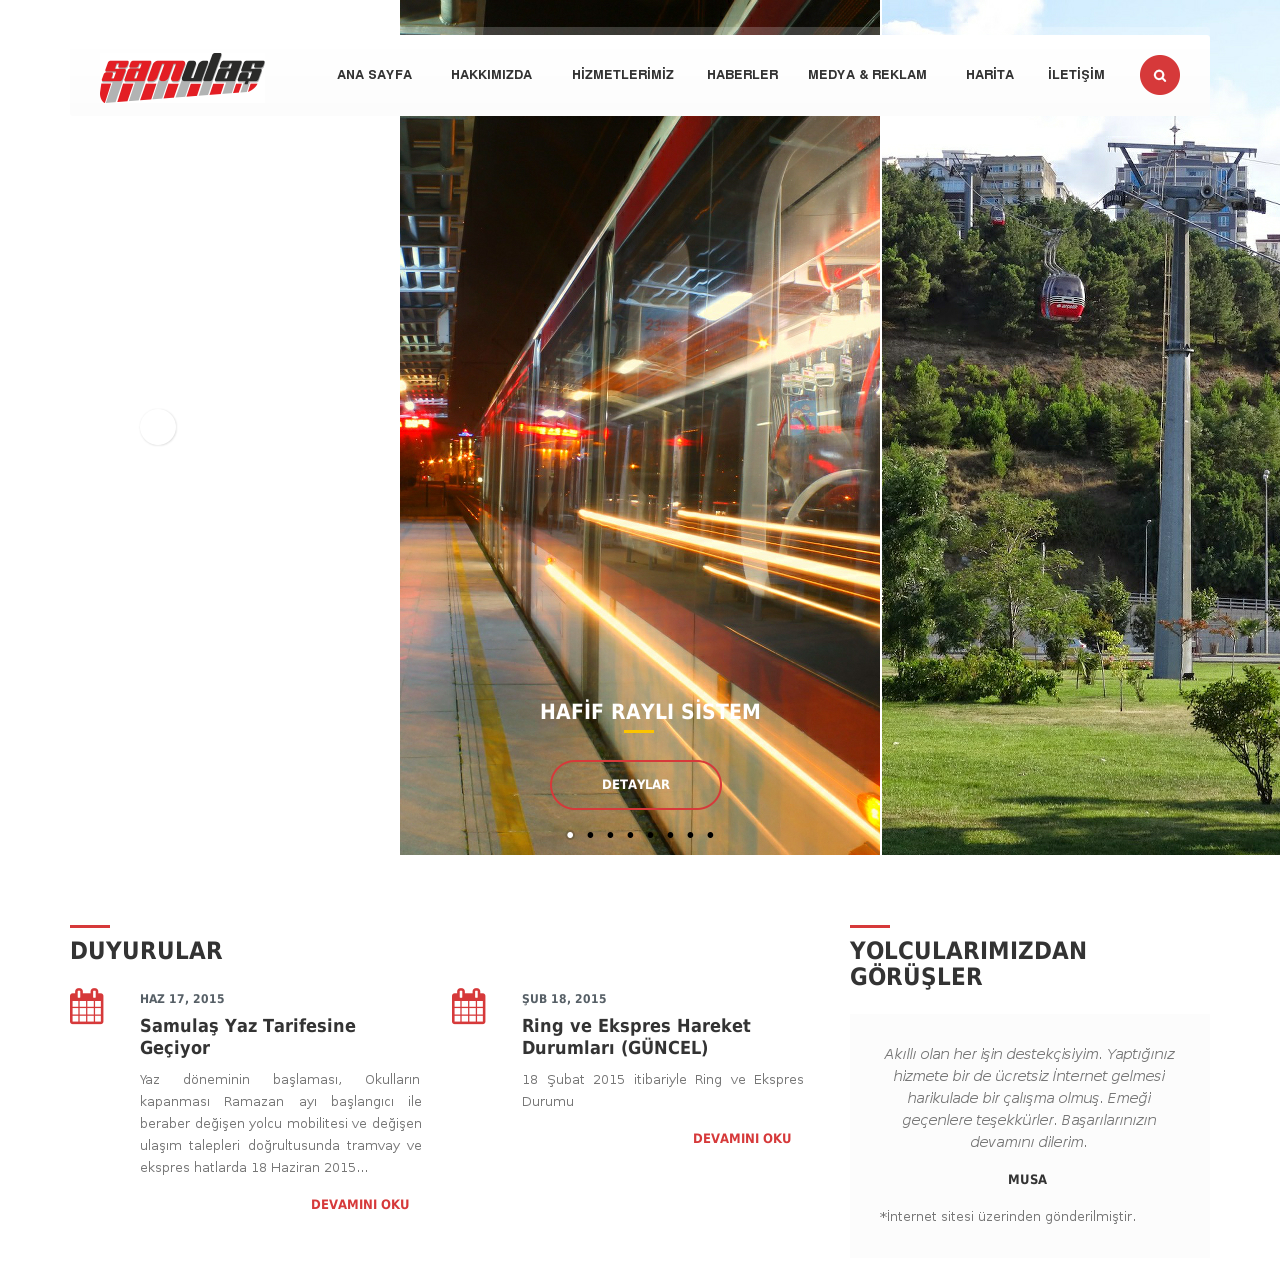 samulaş
ANA SAYFA
HAKKIMIZDA
HİZMETLERİMİZ
HABERLER
MEDYA & REKLAM
HARİTA
İLETİŞİM
HAFİF RAYLI SİSTEM
DETAYLAR
DUYURULAR
HAZ 17, 2015
Samulaş Yaz Tarifesine
Geçiyor
Yaz döneminin başlaması, Okulların
kapanması Ramazan ayı başlangıcı ile
beraber değişen yolcu mobilitesi ve değişen
ulaşım talepleri doğrultusunda tramvay ve
ekspres hatlarda 18 Haziran 2015...
DEVAMINI OKU
ŞUB 18, 2015
Ring ve Ekspres Hareket
Durumları (GÜNCEL)
18 Şubat 2015 itibariyle Ring ve Ekspres
Durumu
DEVAMINI OKU
YOLCULARIMIZDAN
GÖRÜŞLER
Akıllı olan her işin destekçisiyim. Yaptığınız
hizmete bir de ücretsiz İnternet gelmesi
harikulade bir çalışma olmuş. Emeği
geçenlere teşekkürler. Başarılarınızın
devamını dilerim.
MUSA
*İnternet sitesi üzerinden gönderilmiştir.